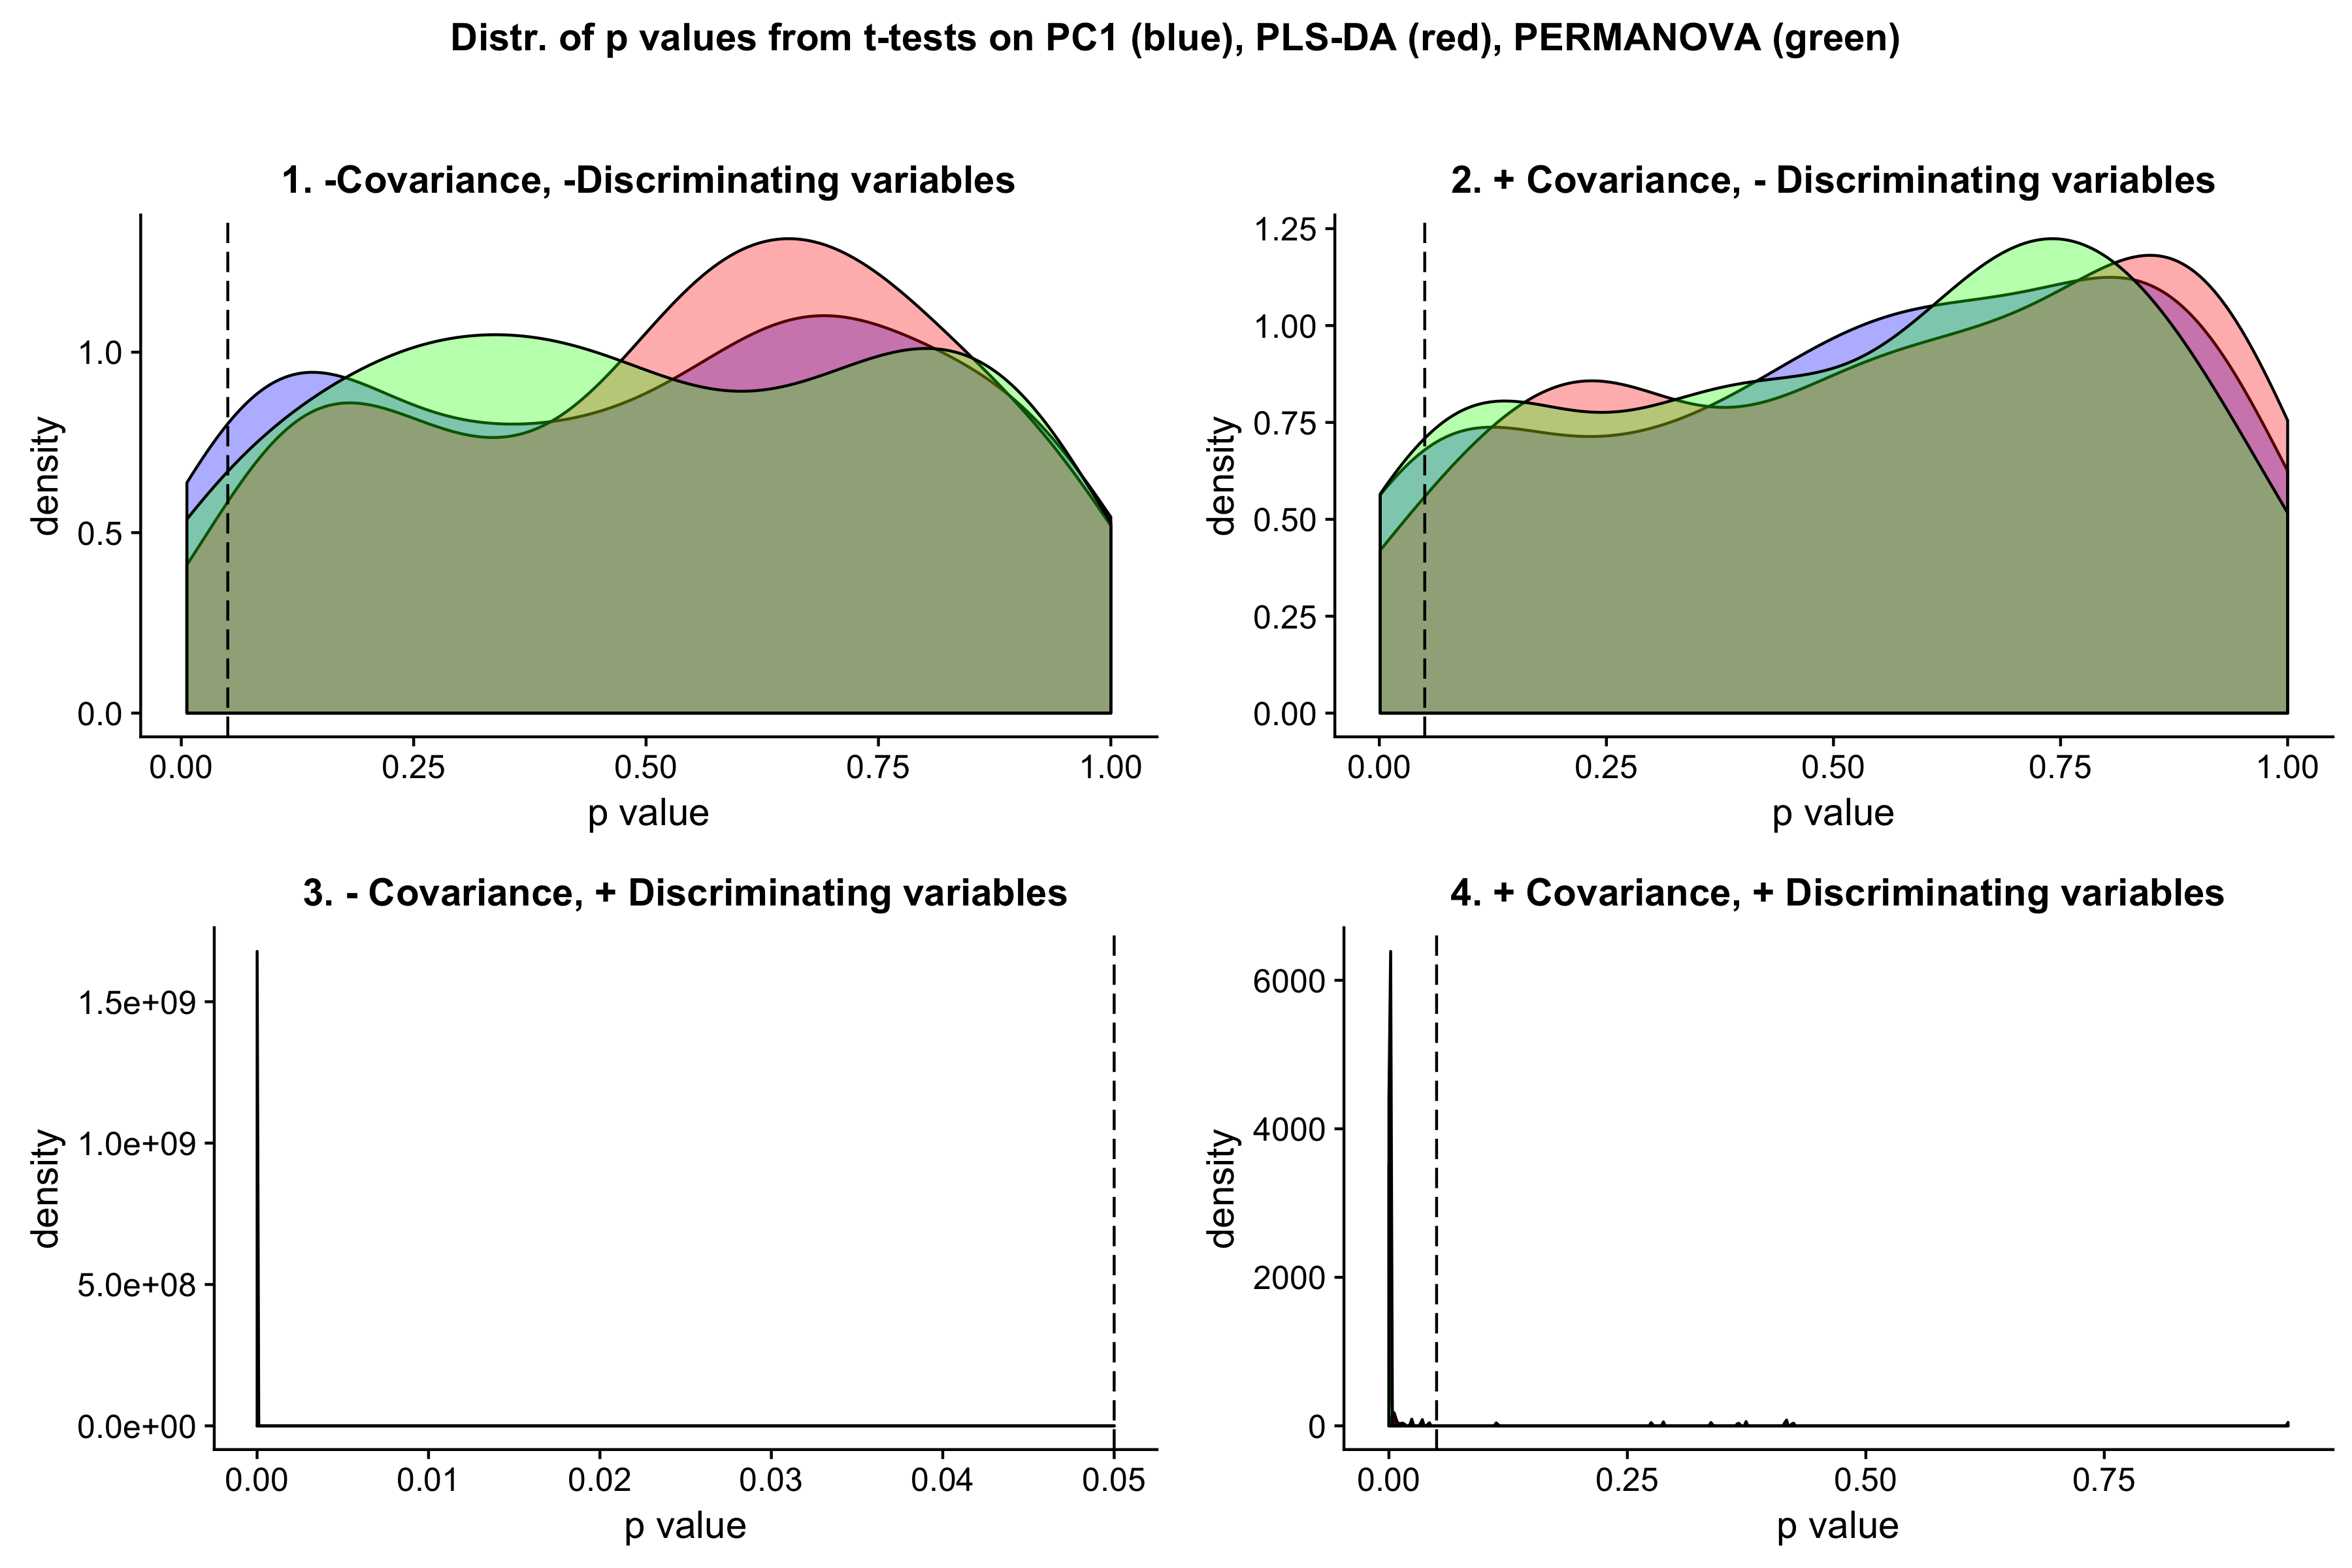 Distr. of p values from t-tests on PC1 (blue), PLS-DA (red), PERMANOVA (green)
1. -Covariance, -Discriminating variables
density
1.0
0.5
0.0
0.00 0.25 0.50 0.75 1.00
p value
2. + Covariance, - Discriminating variables
density
1.25
1.00
0.75
0.50
0.25
0.00
0.00 0.25 0.50 0.75 1.00
p value
3. - Covariance, + Discriminating variables
density
1.5e+09
1.0e+09
5.0e+08
0.0e+00
0.00 0.01 0.02 0.03 0.04 0.05
p value
4. + Covariance, + Discriminating variables
density
6000
4000
2000
0
0.00 0.25 0.50 0.75
p value